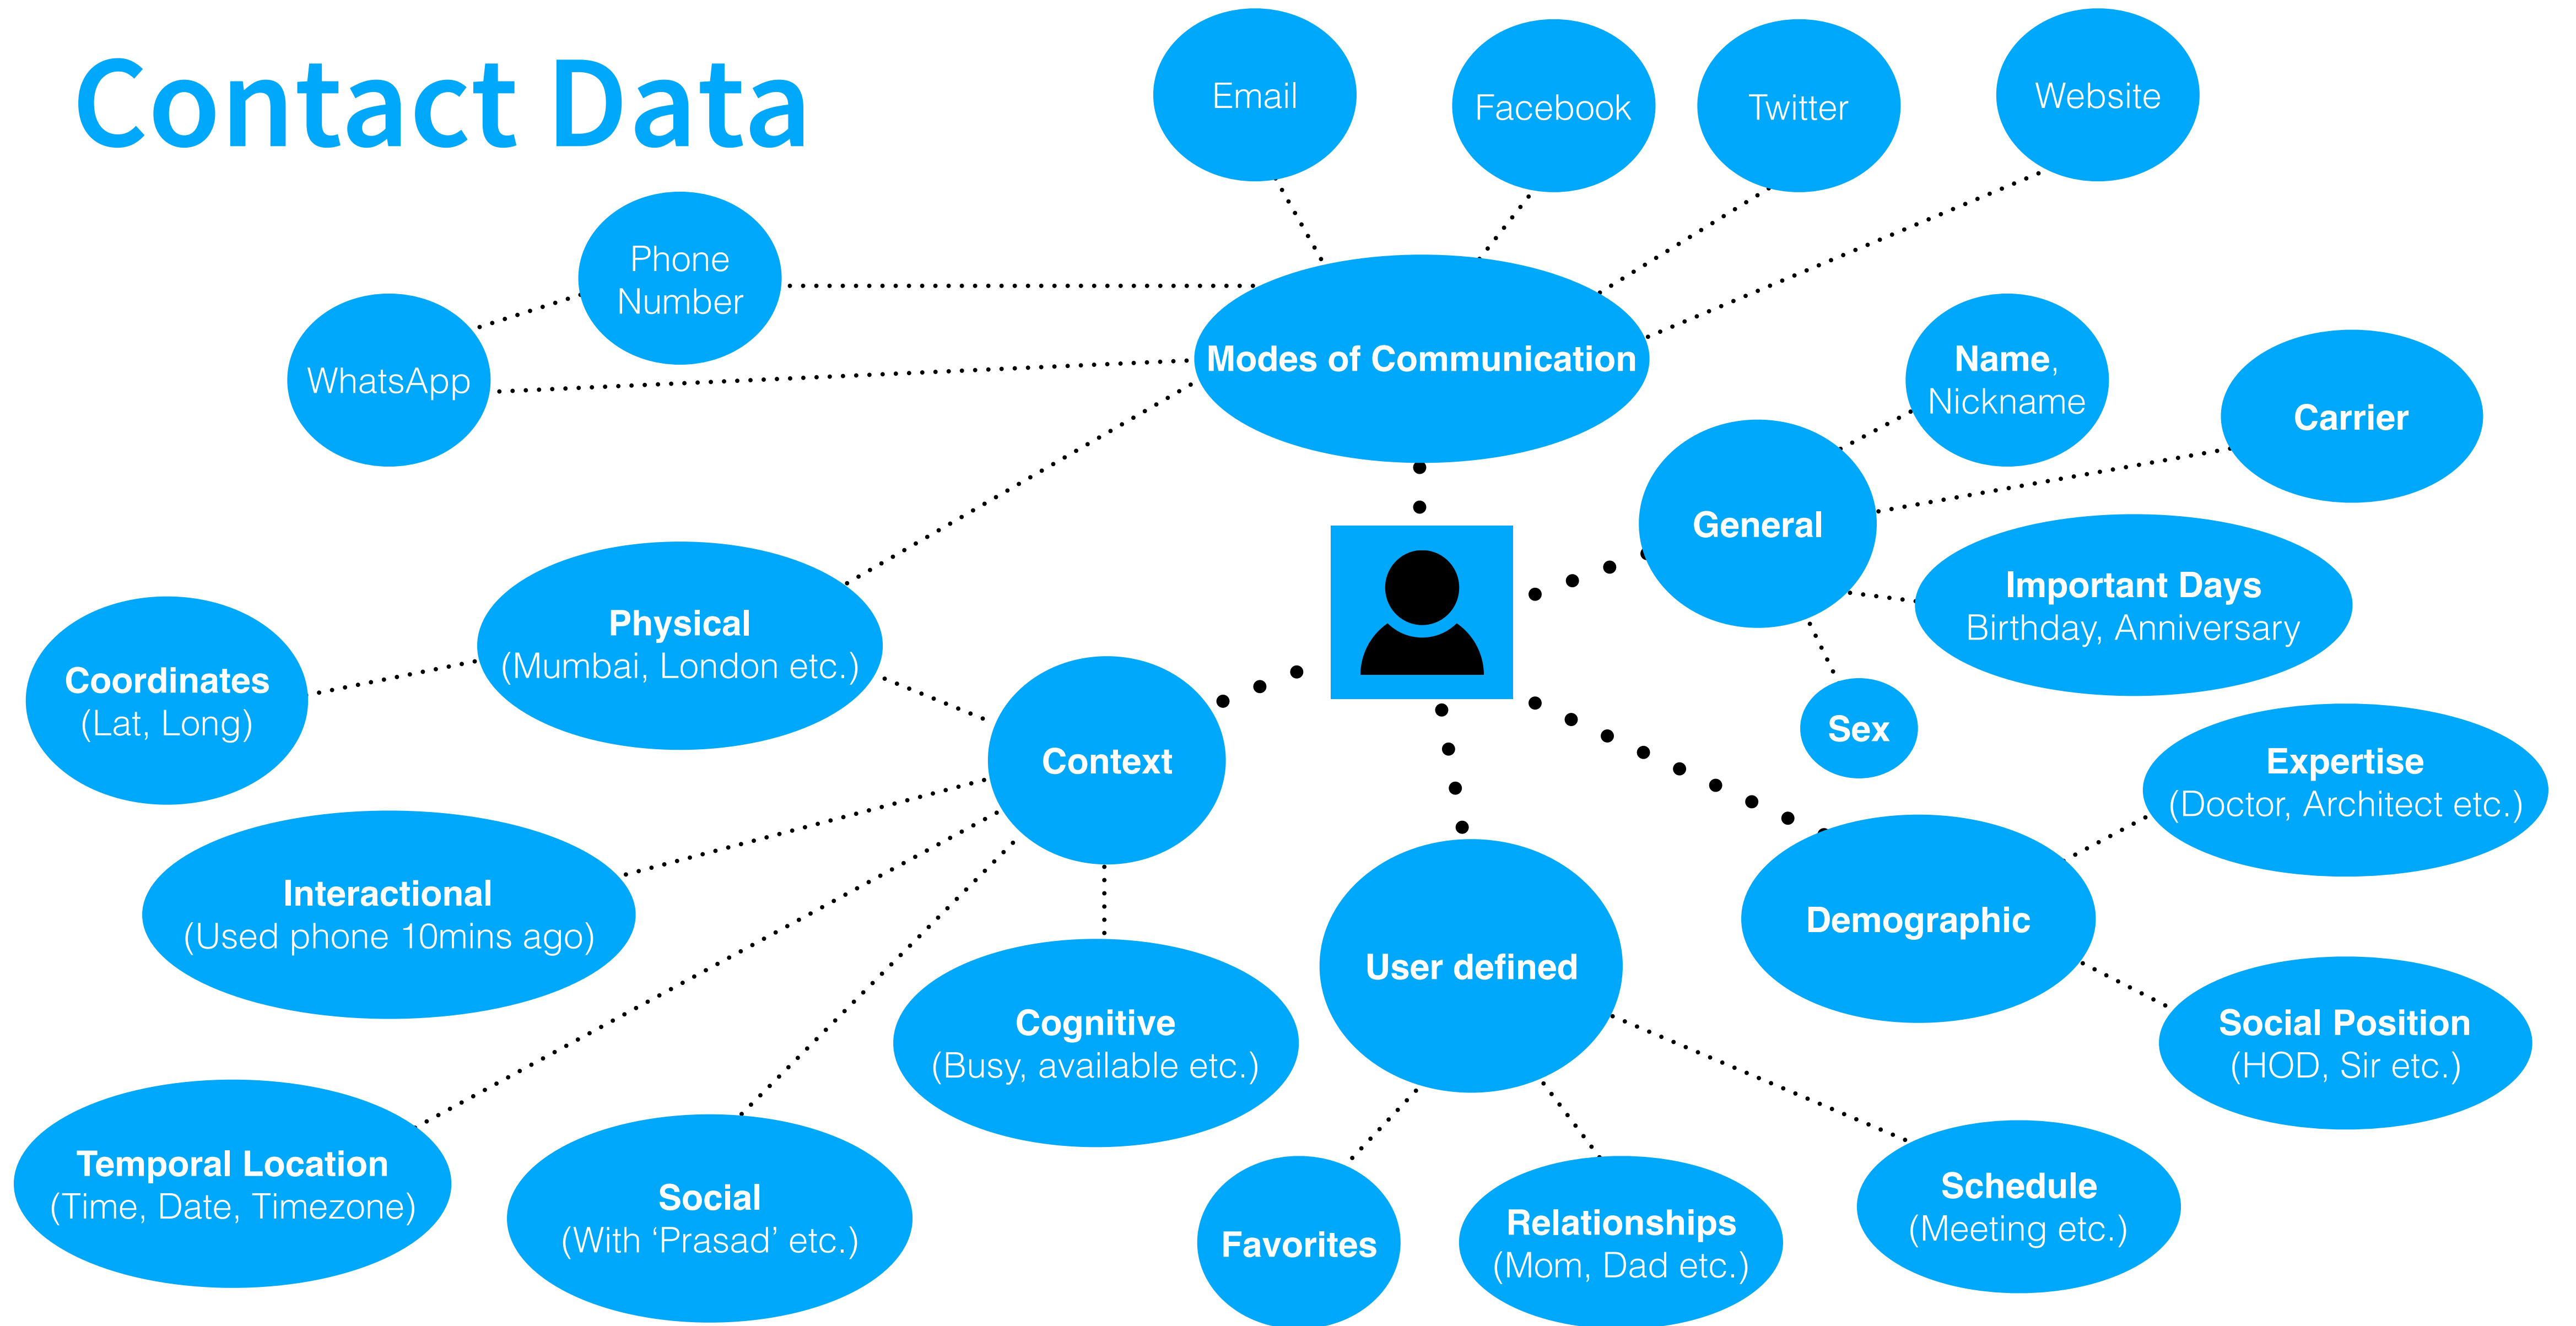 Contact Data
Email
Facebook
Twitter
Website
Phone
Number
WhatsApp
Modes of Communication
Name,
Nickname
Carrier
General
Important Days
Birthday, Anniversary
Sex
Physical
(Mumbai, London etc.)
Coordinates
(Lat, Long)
Context
Expertise
(Doctor, Architect etc.)
Interactional
(Used phone 10mins ago)
Demographic
User defined
Cognitive
(Busy, available etc.)
Social Position
(HOD, Sir etc.)
Temporal Location
(Time, Date, Timezone)
Social
(With ‘Prasad’ etc.)
Favorites
Relationships
(Mom, Dad etc.)
Schedule
(Meeting etc.)